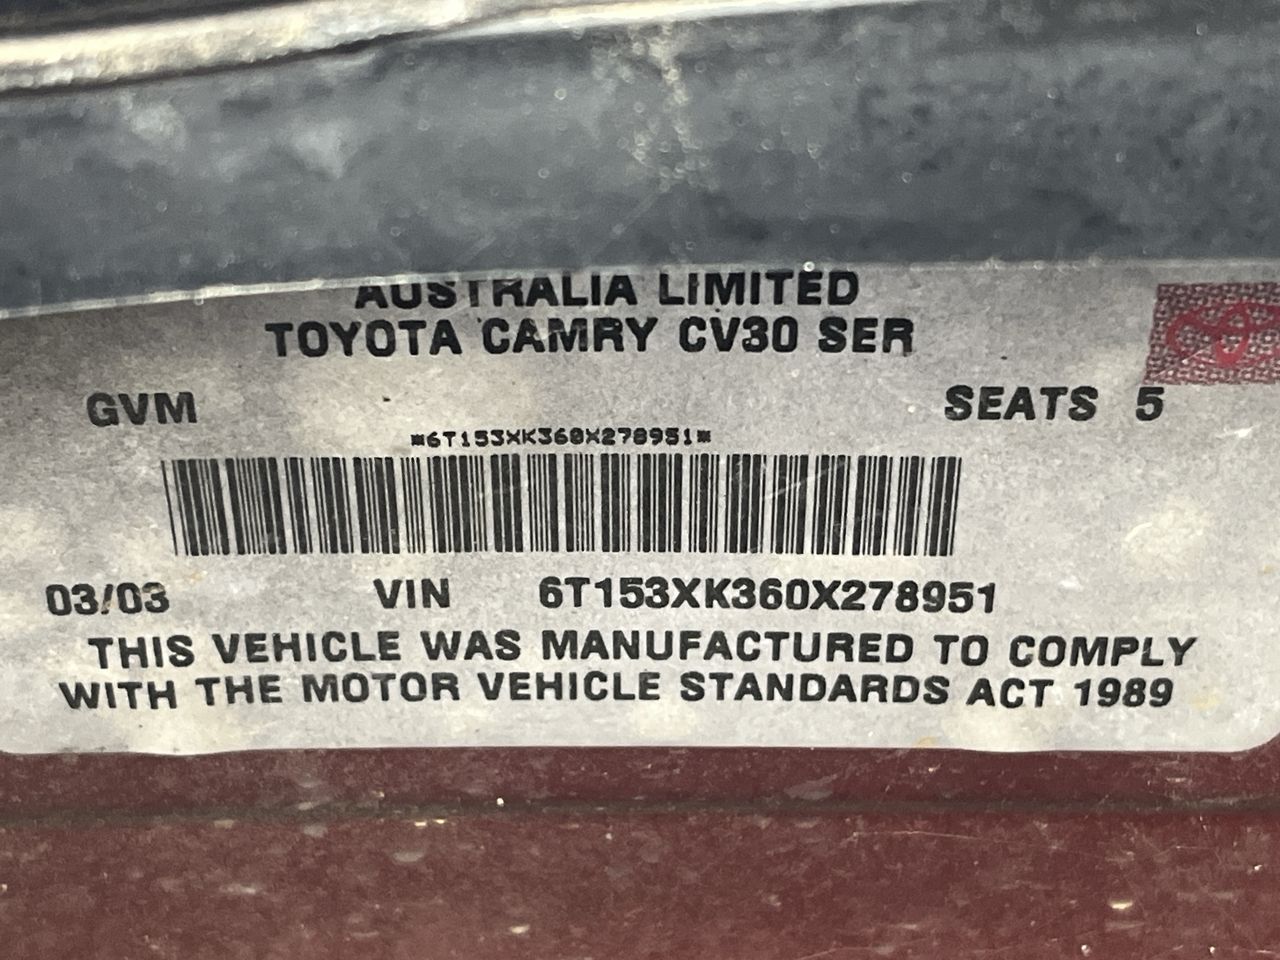 AUSTRALIA LIMITED
TOYOTA CAMRY CV30 SER
GVM SEATS 5
*6T153XK360X278951*
03/03 VIN 6T153XK360X278951
THIS VEHICLE WAS MANUFACTURED TO COMPLY
WITH THE MOTOR VEHICLE STANDARDS ACT 1989